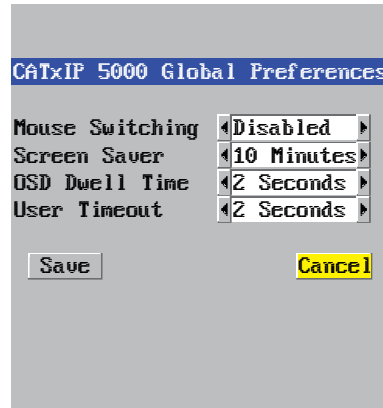 CATxIP 5000 Global Preferences
Mouse Switching Disabled
Screen Saver 10 Minutes
OSD Dwell Time 2 Seconds
User Timeout 2 Seconds
Save Cancel